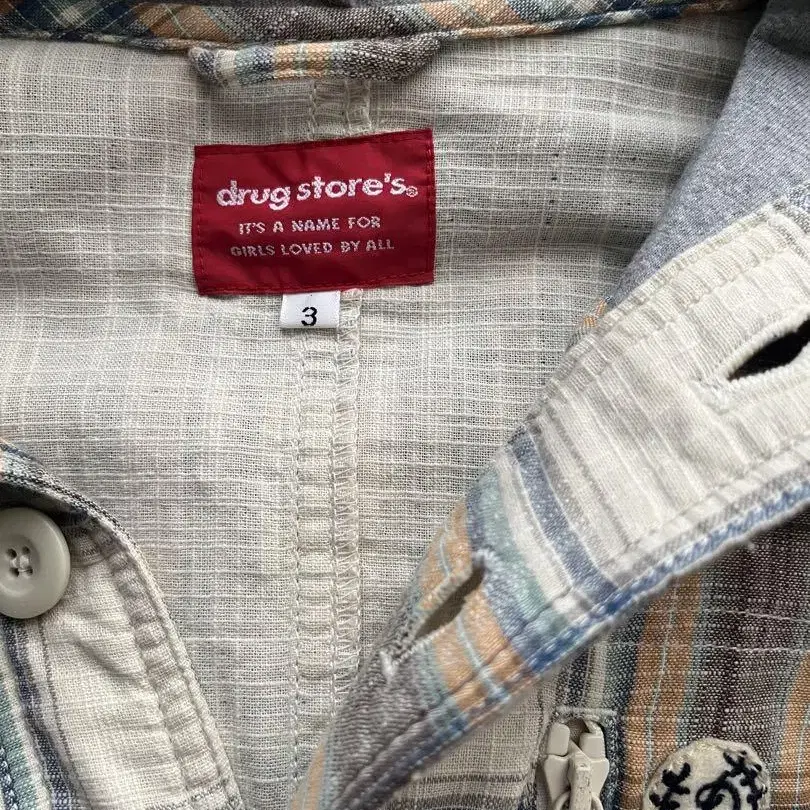 drug store's®
IT'S A NAME FOR
GIRLS LOVED BY ALL
3